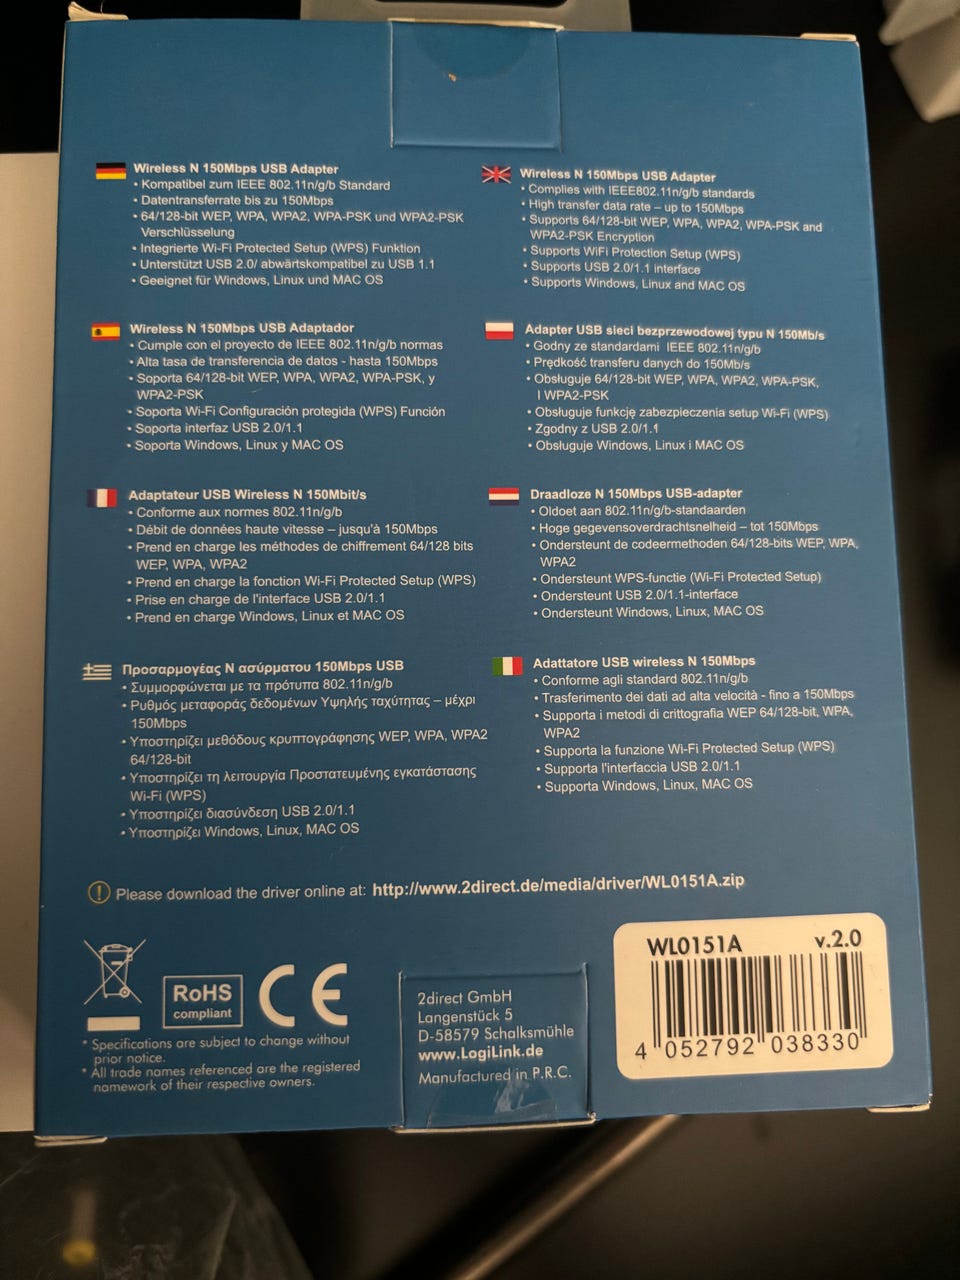 Wireless N 150Mbps USB Adapter
• Kompatibel zum IEEE 802.11n/g/b Standard
• Datentransferrate bis zu 150Mbps
• 64/128-bit WEP, WPA, WPA2, WPA-PSK und WPA2-PSK
Verschlüsselung
• Integrierte Wi-Fi Protected Setup (WPS) Funktion
• Unterstützt USB 2.0/ abwärtskompatibel zu USB 1.1
• Geeignet für Windows, Linux und MAC OS
Wireless N 150Mbps USB Adapter
• Complies with IEEE802.11n/g/b standards
• High transfer data rate – up to 150Mbps
• Supports 64/128-bit WEP, WPA, WPA2, WPA-PSK and
WPA2-PSK Encryption
• Supports WiFi Protection Setup (WPS)
• Supports USB 2.0/1.1 interface
• Supports Windows, Linux and MAC OS
Wireless N 150Mbps USB Adaptador
• Cumple con el proyecto de IEEE 802.11n/g/b normas
• Alta tasa de transferencia de datos - hasta 150Mbps
• Soporta 64/128-bit WEP, WPA, WPA2, WPA-PSK, y
WPA2-PSK
• Soporta Wi-Fi Configuración protegida (WPS) Función
• Soporta interfaz USB 2.0/1.1
• Soporta Windows, Linux y MAC OS
Adapter USB sieci bezprzewodowej typu N 150Mb/s
• Godny ze standardami IEEE 802.11n/g/b
• Prędkość transferu danych do 150Mb/s
• Obsługuje 64/128-bit WEP, WPA, WPA2, WPA-PSK,
I WPA2-PSK
• Obsługuje funkcję zabezpieczenia setup Wi-Fi (WPS)
• Zgodny z USB 2.0/1.1
• Obsługuje Windows, Linux i MAC OS
Adaptateur USB Wireless N 150Mbit/s
• Conforme aux normes 802.11n/g/b
• Débit de données haute vitesse – jusqu'à 150Mbps
• Prend en charge les méthodes de chiffrement 64/128 bits
WEP, WPA, WPA2
• Prend en charge la fonction Wi-Fi Protected Setup (WPS)
• Prise en charge de l'interface USB 2.0/1.1
• Prend en charge Windows, Linux et MAC OS
Draadloze N 150Mbps USB-adapter
• Oldoet aan 802.11n/g/b-standaarden
• Hoge gegevensoverdrachtsnelheid – tot 150Mbps
• Ondersteunt de codeermethoden 64/128-bits WEP, WPA,
WPA2
• Ondersteunt WPS-functie (Wi-Fi Protected Setup)
• Ondersteunt USB 2.0/1.1-interface
• Ondersteunt Windows, Linux, MAC OS
Προσαρμογέας N ασύρματου 150Mbps USB
• Συμμορφώνεται με τα πρότυπα 802.11n/g/b
• Ρυθμός μεταφοράς δεδομένων Υψηλής ταχύτητας – μέχρι
150Mbps
• Υποστηρίζει μεθόδους κρυπτογράφησης WEP, WPA, WPA2
64/128-bit
• Υποστηρίζει τη λειτουργία Προστατευμένης εγκατάστασης
Wi-Fi (WPS)
• Υποστηρίζει διασύνδεση USB 2.0/1.1
• Υποστηρίζει Windows, Linux, MAC OS
Adattatore USB wireless N 150Mbps
• Conforme agli standard 802.11n/g/b
• Trasferimento dei dati ad alta velocità - fino a 150Mbps
• Supporta i metodi di crittografia WEP 64/128-bit, WPA,
WPA2
• Supporta la funzione Wi-Fi Protected Setup (WPS)
• Supporta l'interfaccia USB 2.0/1.1
• Supporta Windows, Linux, MAC OS
Please download the driver online at: http://www.2direct.de/media/driver/WL0151A.zip
RoHS
compliant
CE
* Specifications are subject to change without
prior notice.
* All trade names referenced are the registered
namework of their respective owners.
2direct GmbH
Langenstück 5
D-58579 Schalksmühle
www.LogiLink.de
Manufactured in P.R.C.
WL0151A v.2.0
4 052792 038330